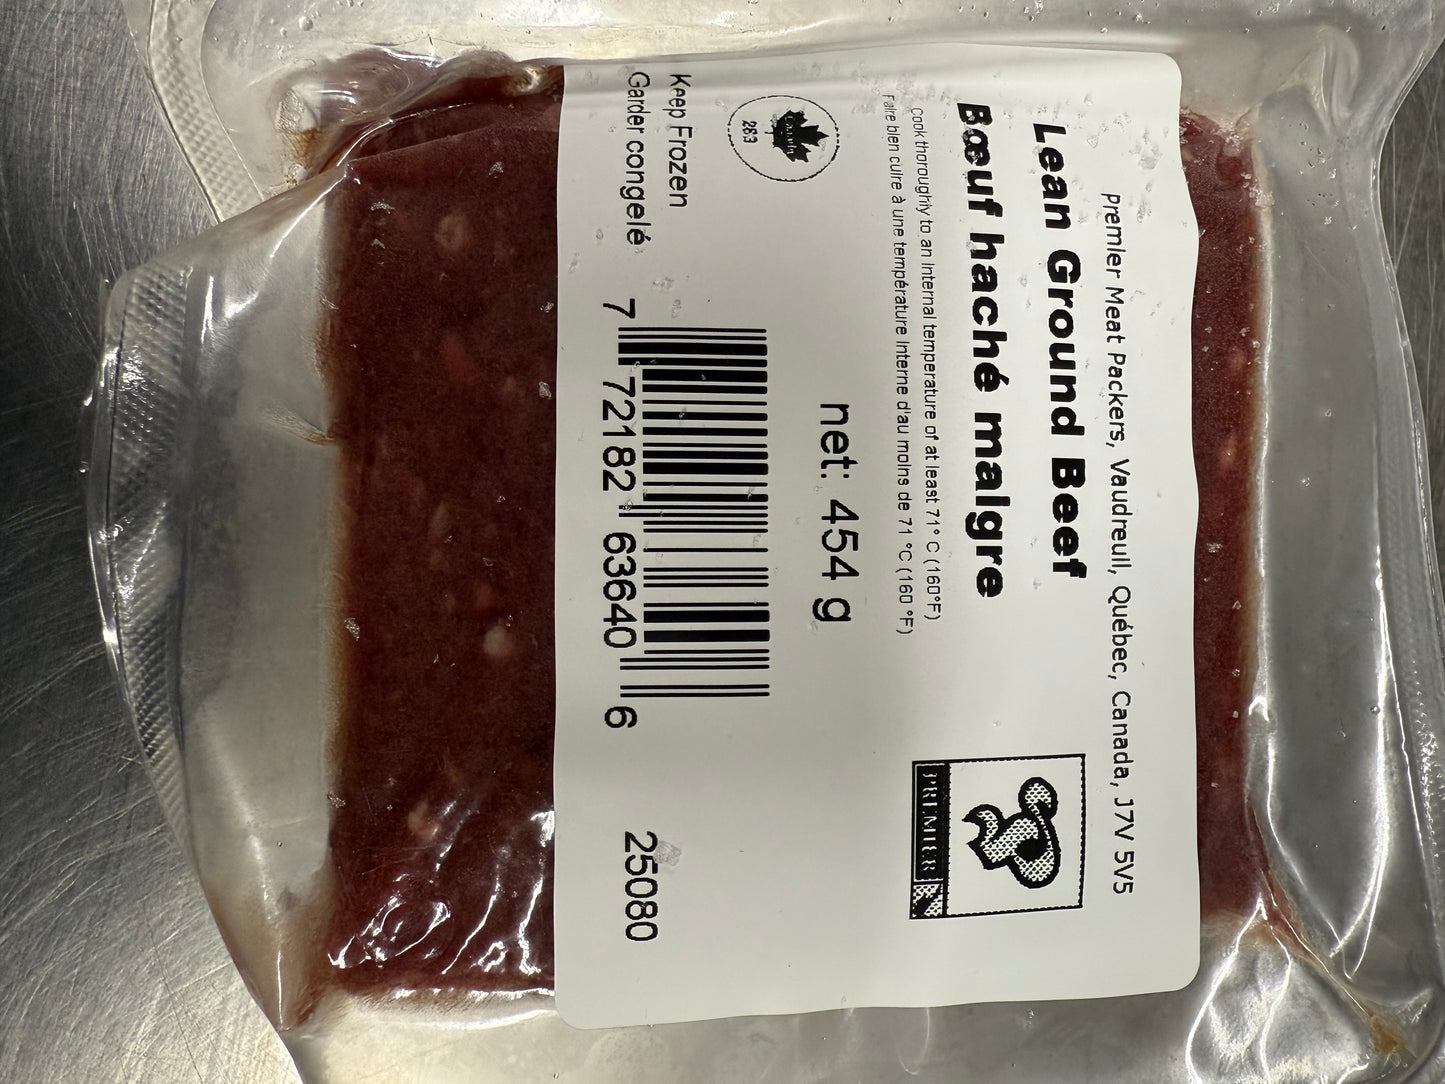 Premier Meat Packers, Vaudreuil, Québec, Canada, J7V 5V5
Lean Ground Beef
Bœuf haché maigre
Cook thoroughly to an internal temperature of at least 71° C (160°F)
Faire bien cuire à une température interne d'au moins de 71 °C (160 °F)
PREMIER
Canada
263
net: 454 g
Keep Frozen
Garder congelé
7 72182 63640 6
25080